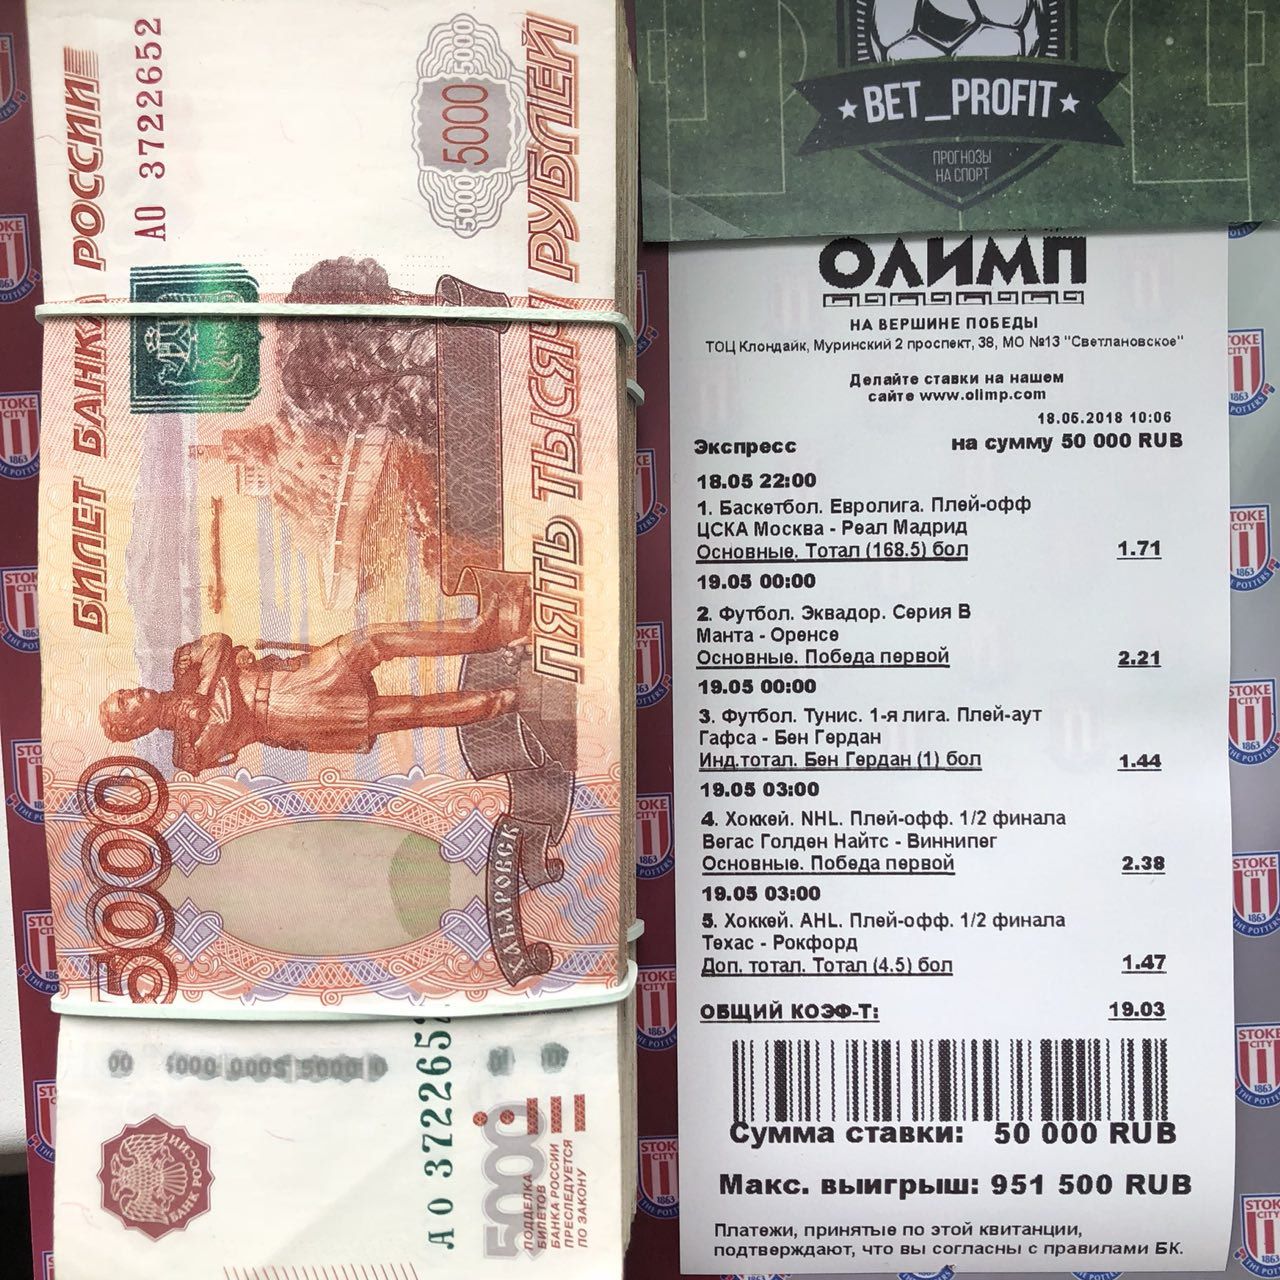 БИЛЕТ БАНКА РОССИИ
АО 3722652
5000
5000
5000
ПЯТЬ ТЫСЯЧ РУБЛЕЙ
5000
ХАБАРОВСК
АО 372265
5000
ПОДДЕЛКА
БИЛЕТОВ
БАНКА РОССИИ
ПРЕСЛЕДУЕТСЯ
ПО ЗАКОНУ
БАНК РОССИИ
BET_PROFIT
ПРОГНОЗЫ
НА СПОРТ
ОЛИМП
НА ВЕРШИНЕ ПОБЕДЫ
ТОЦ Клондайк, Муринский 2 проспект, 38, МО №13 "Светлановское"
Делайте ставки на нашем
сайте www.olimp.com
18.05.2018 10:06
Экспресс на сумму 50 000 RUB
18.05 22:00
1. Баскетбол. Евролига. Плей-офф
ЦСКА Москва - Реал Мадрид
Основные. Тотал (168.5) бол 1.71
19.05 00:00
2. Футбол. Эквадор. Серия B
Манта - Оренсе
Основные. Победа первой 2.21
19.05 00:00
3. Футбол. Тунис. 1-я лига. Плей-аут
Гафса - Бен Гердан
Инд.тотал. Бен Гердан (1) бол 1.44
19.05 03:00
4. Хоккей. NHL. Плей-офф. 1/2 финала
Вегас Голден Найтс - Виннипег
Основные. Победа первой 2.38
19.05 03:00
5. Хоккей. AHL. Плей-офф. 1/2 финала
Техас - Рокфорд
Доп. тотал. Тотал (4.5) бол 1.47
ОБЩИЙ КОЭФ-Т: 19.03
Сумма ставки: 50 000 RUB
Макс. выигрыш: 951 500 RUB
Платежи, принятые по этой квитанции,
подтверждают, что вы согласны с правилами БК.
STOKE
CITY
1863
THE POTTERS